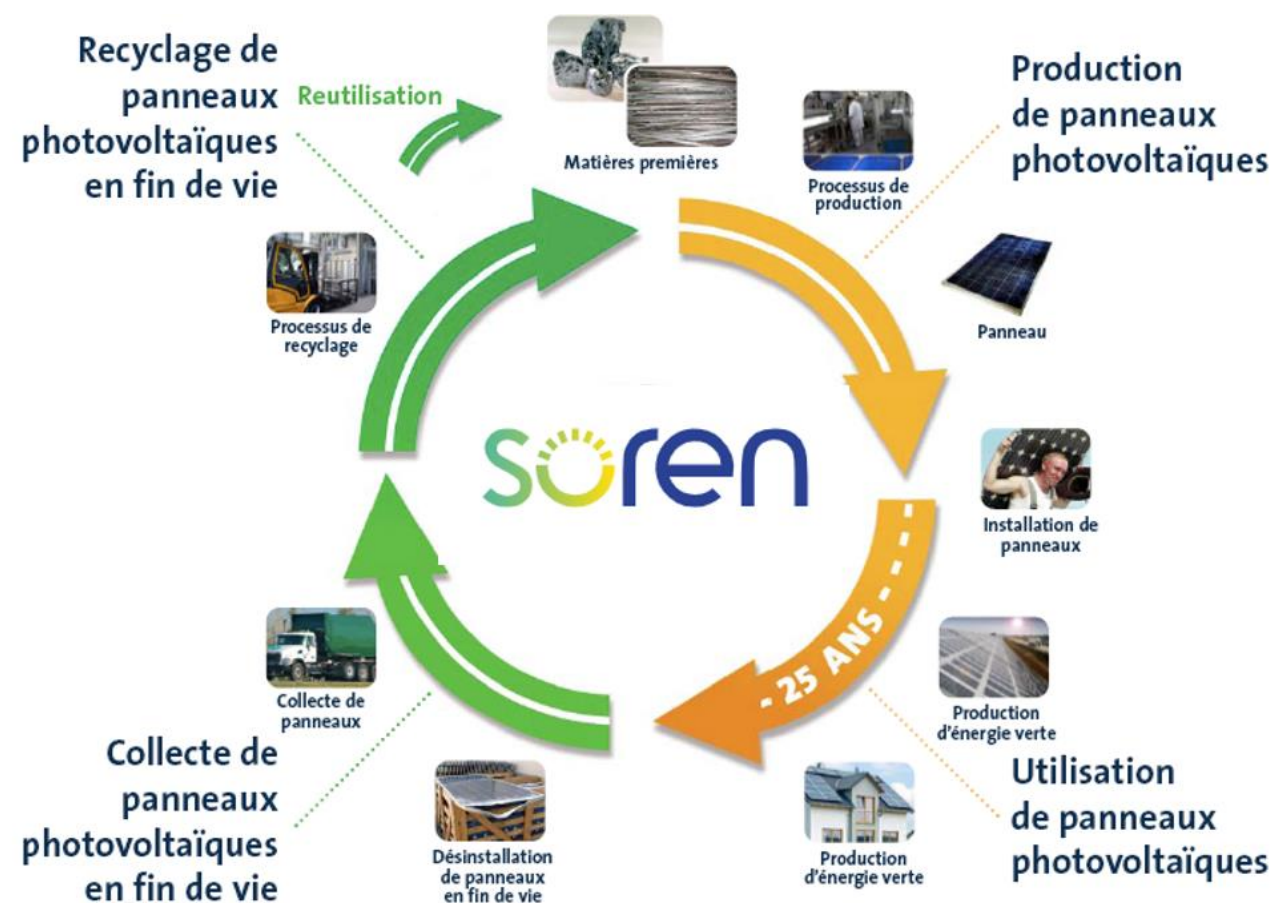 Recyclage de
panneaux
photovoltaïques
en fin de vie
Reutilisation
Matières premières
Processus de
production
Production
de panneaux
photovoltaïques
Processus de
recyclage
Panneau
soren
Installation de
panneaux
- 25 ANS -
Collecte de
panneaux
Production
d'énergie verte
Collecte de
panneaux
photovoltaïques
en fin de vie
Désinstallation
de panneaux
en fin de vie
Production
d'énergie verte
Utilisation
de panneaux
photovoltaïques